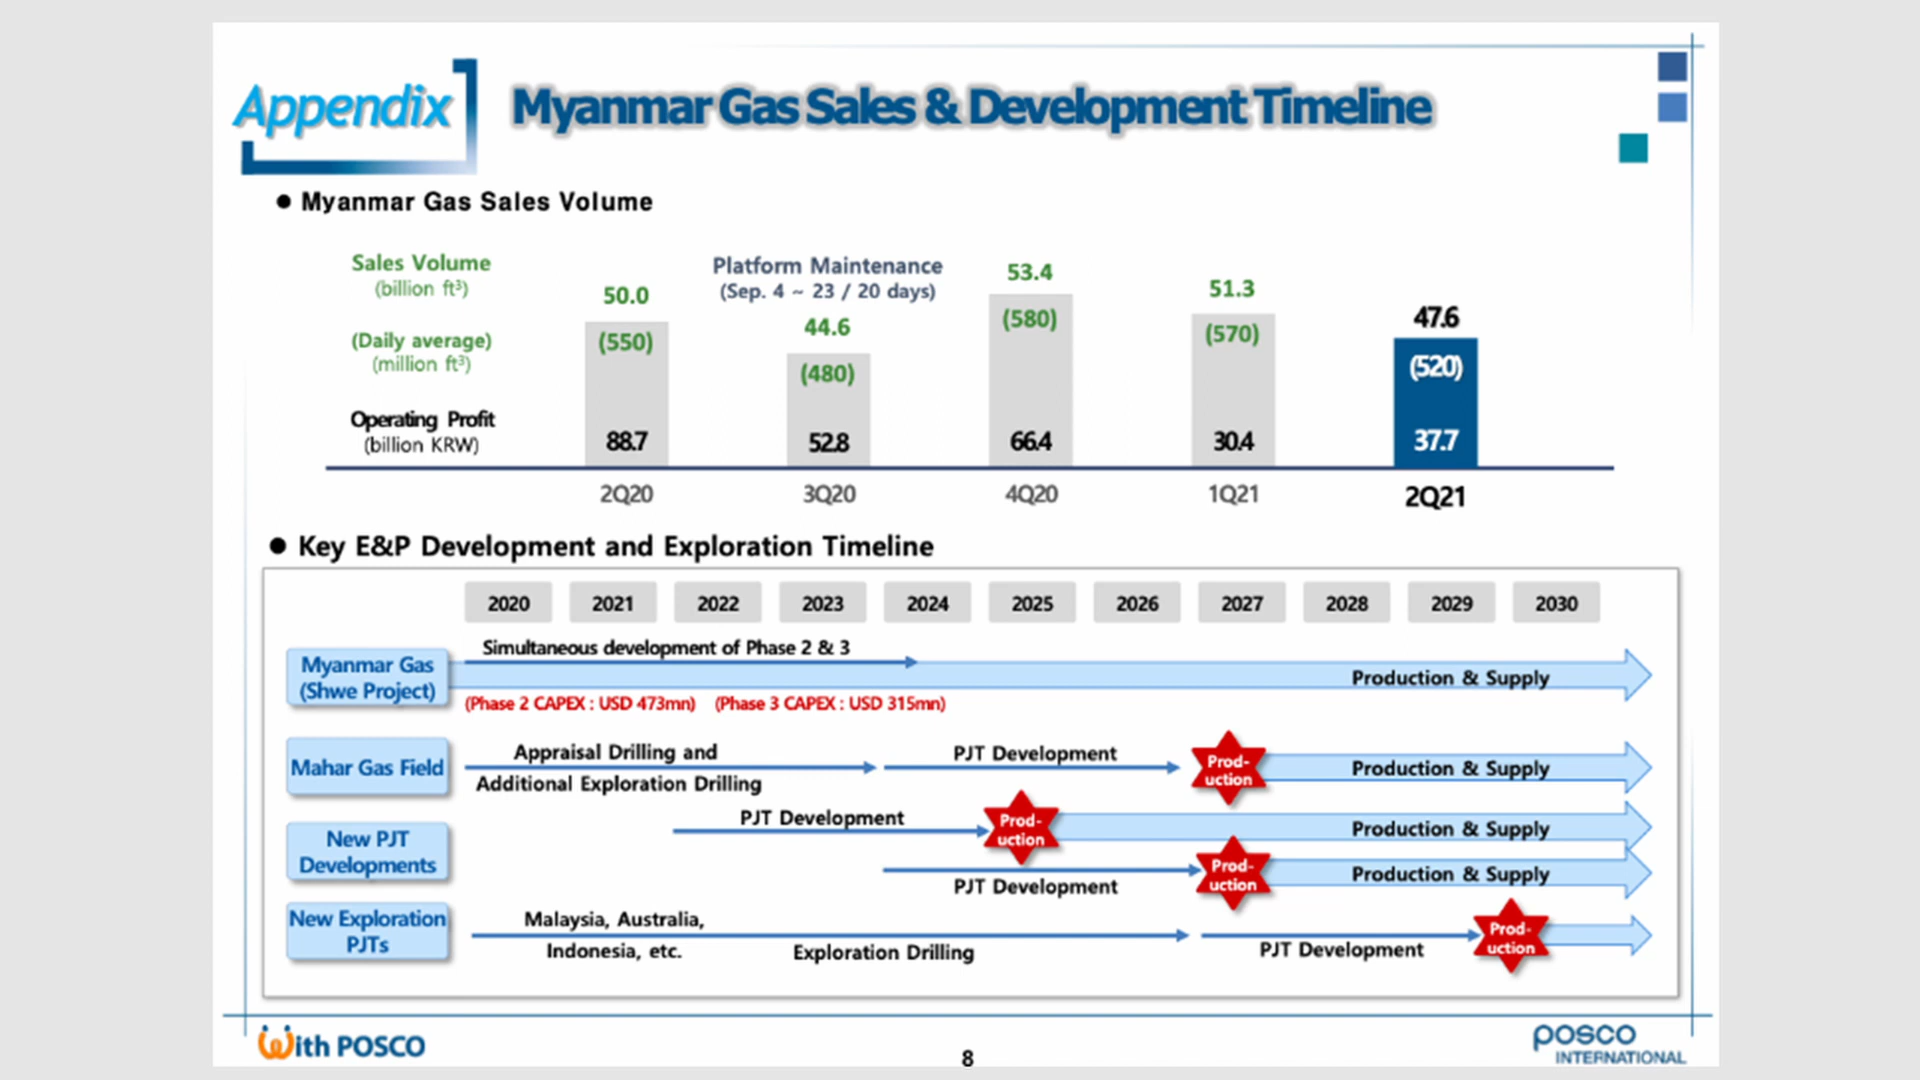 Appendix
Myanmar Gas Sales & Development Timeline
● Myanmar Gas Sales Volume
Sales Volume
(billion ft³)
(Daily average)
(million ft³)
Operating Profit
(billion KRW)
50.0
(550)
88.7
2Q20
Platform Maintenance
(Sep. 4 ~ 23 / 20 days)
44.6
(480)
52.8
3Q20
53.4
(580)
66.4
4Q20
51.3
(570)
30.4
1Q21
47.6
(520)
37.7
2Q21
● Key E&P Development and Exploration Timeline
2020 2021 2022 2023 2024 2025 2026 2027 2028 2029 2030
Myanmar Gas
(Shwe Project)
Simultaneous development of Phase 2 & 3
Production & Supply
(Phase 2 CAPEX : USD 473mn) (Phase 3 CAPEX : USD 315mn)
Mahar Gas Field
Appraisal Drilling and
Additional Exploration Drilling
PJT Development
Prod-
uction
Production & Supply
New PJT
Developments
PJT Development
Prod-
uction
Production & Supply
PJT Development
Prod-
uction
Production & Supply
New Exploration
PJTs
Malaysia, Australia,
Indonesia, etc.
Exploration Drilling
PJT Development
Prod-
uction
With POSCO
8
posco
INTERNATIONAL